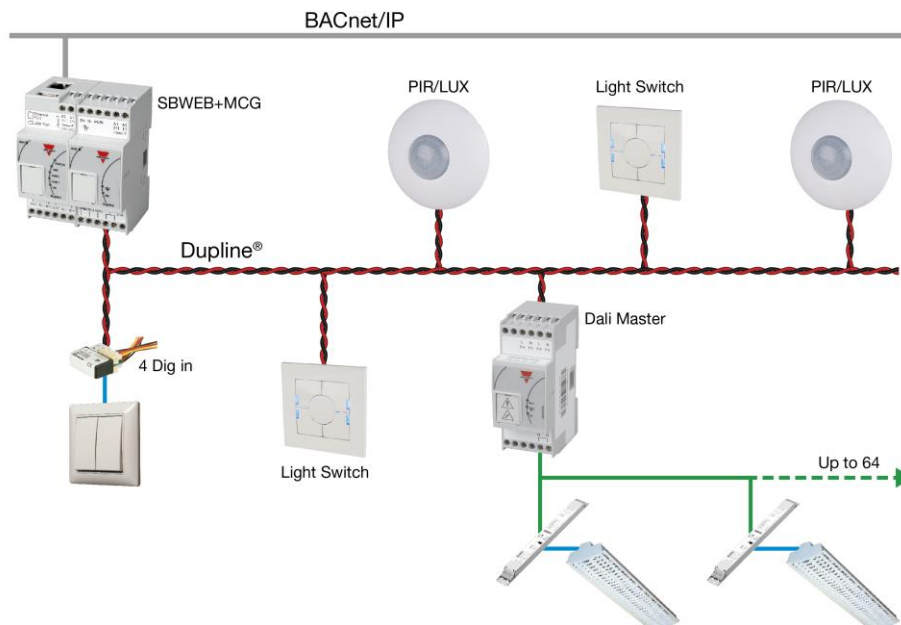 BACnet/IP
SBWEB+MCG
PIR/LUX
Light Switch
PIR/LUX
Dupline®
Dali Master
4 Dig in
Light Switch
Up to 64